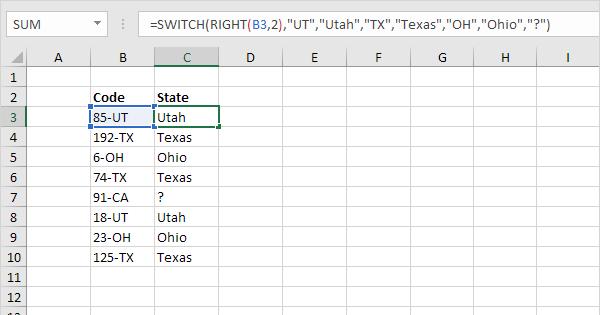 SUM =SWITCH(RIGHT(B3,2),"UT","Utah","TX","Texas","OH","Ohio","?")
A B C D E F G H I
1
2 Code State
3 85-UT Utah
4 192-TX Texas
5 6-OH Ohio
6 74-TX Texas
7 91-CA ?
8 18-UT Utah
9 23-OH Ohio
10 125-TX Texas
11
12
13